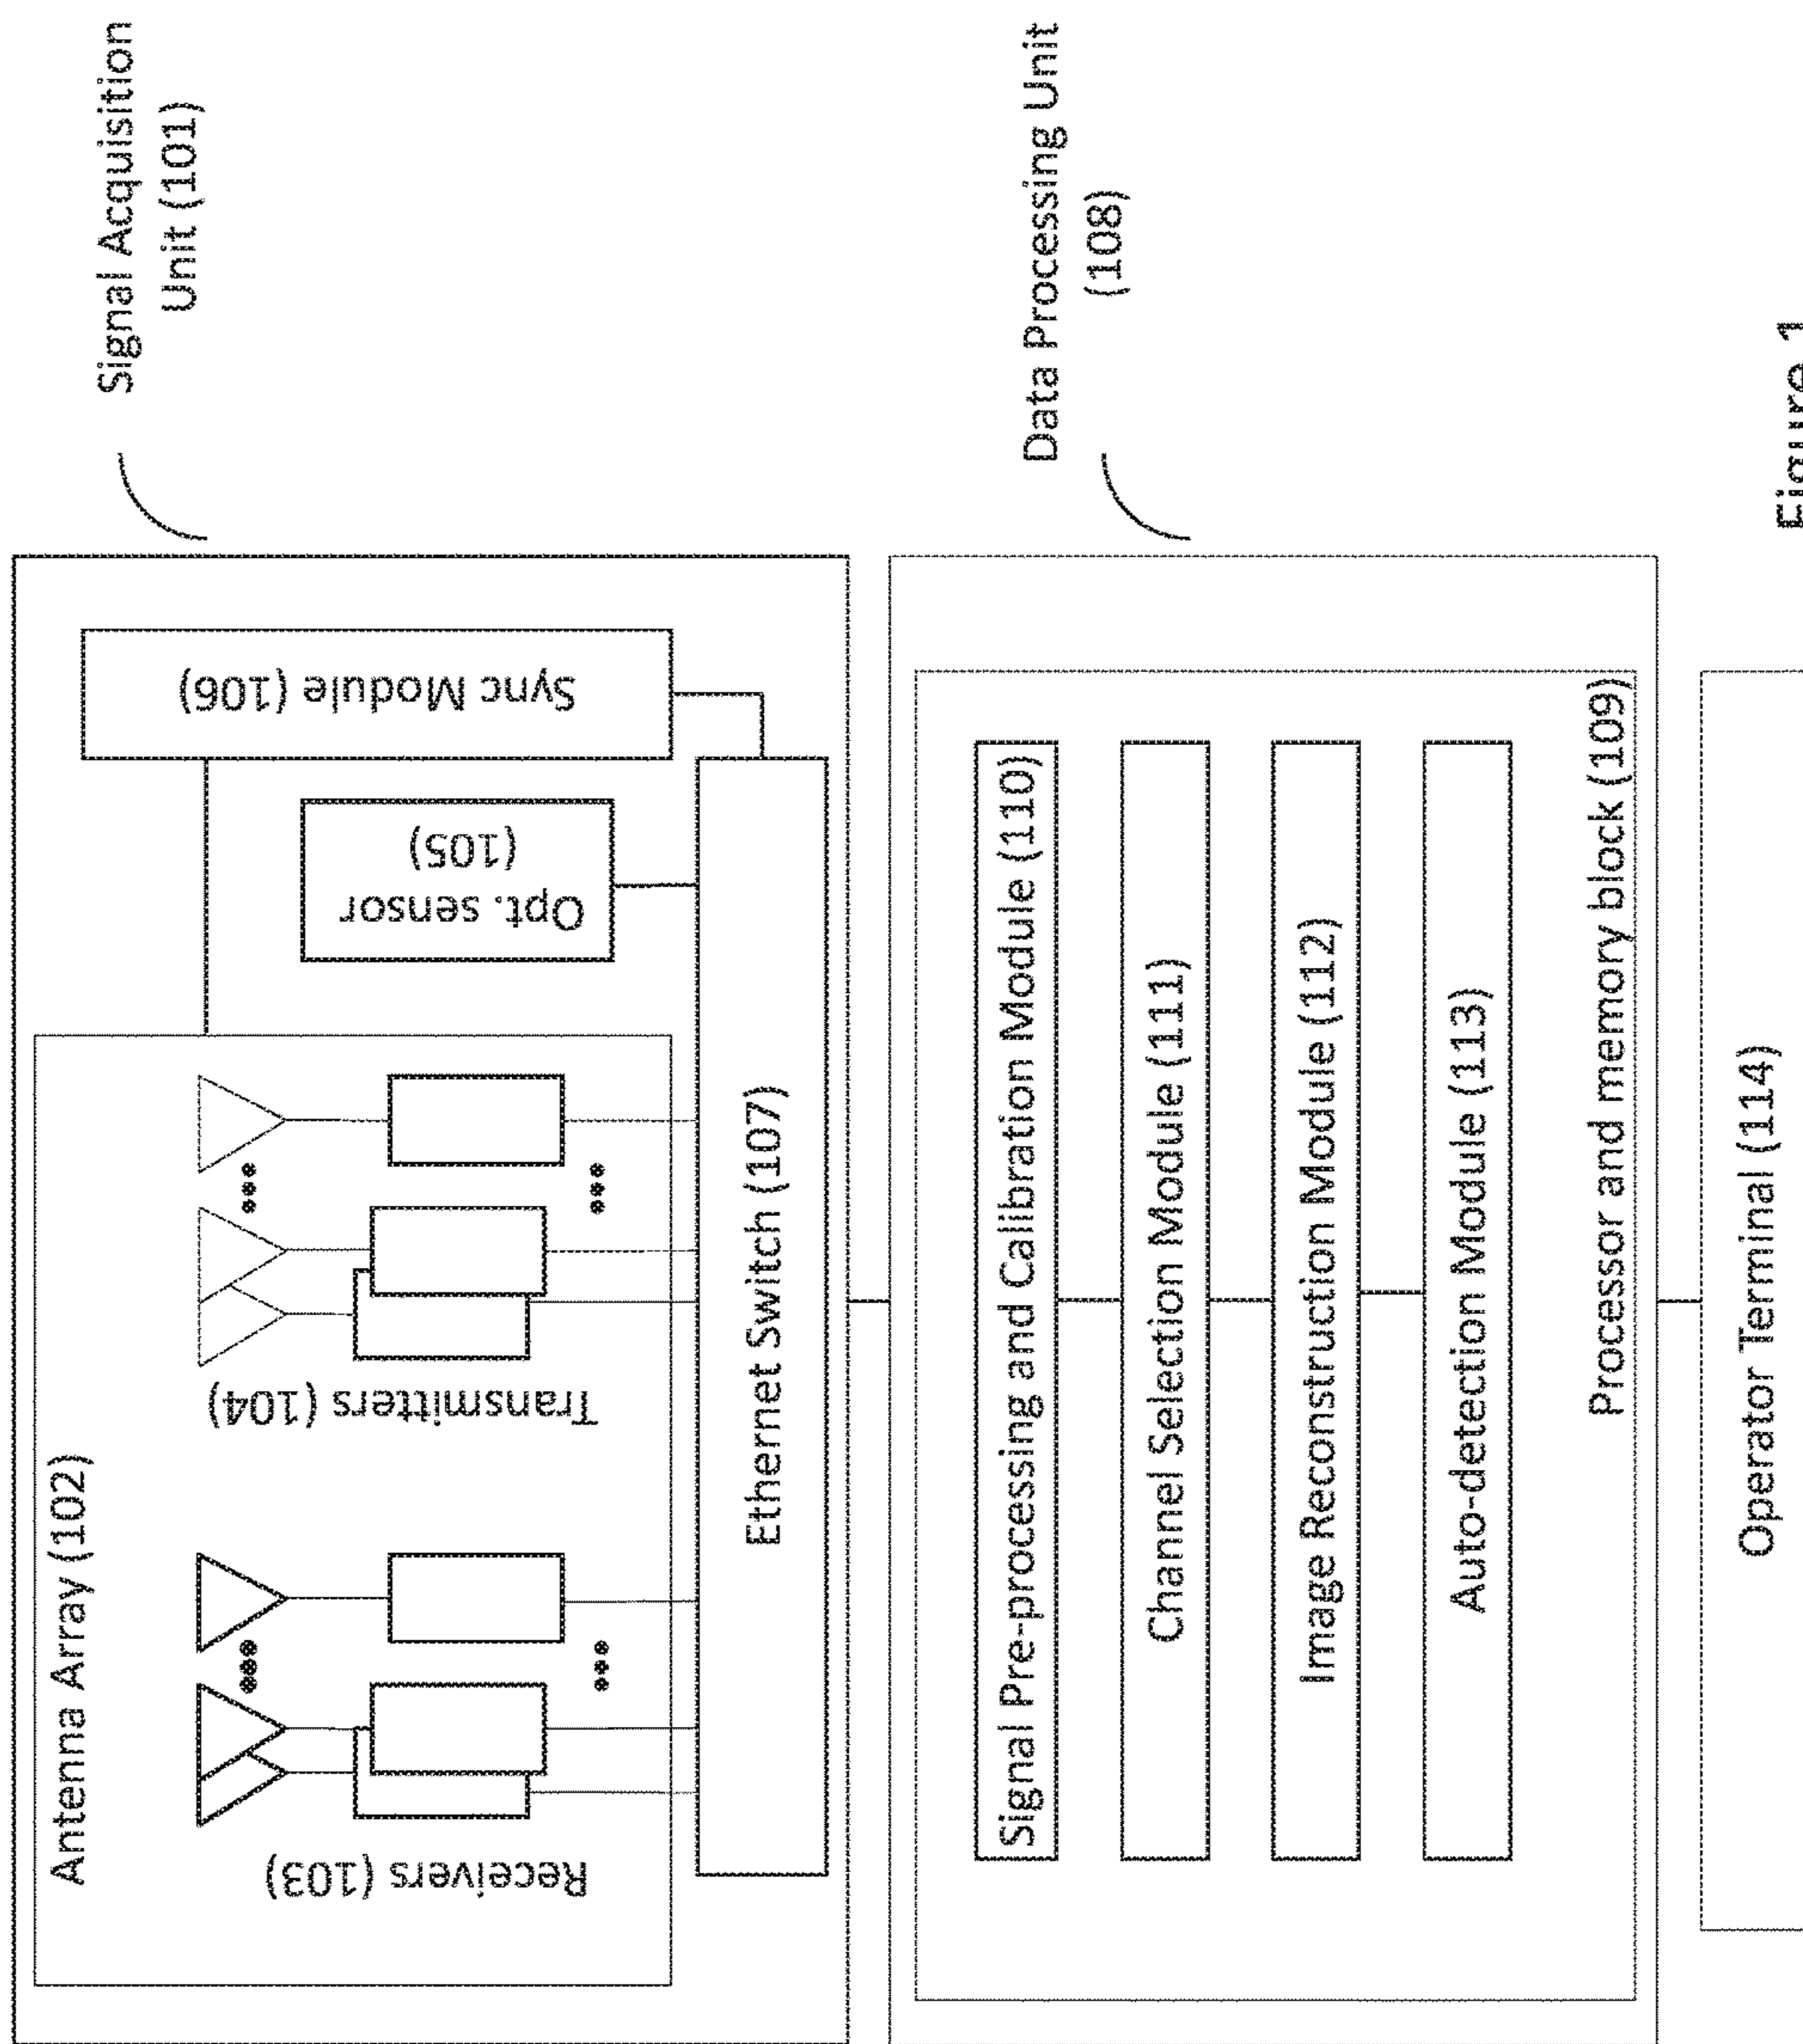 Signal Acquisition
Unit (101)
Antenna Array (102)
Receivers (103)
Transmitters (104)
Opt. sensor
(105)
Sync Module (106)
Ethernet Switch (107)
Data Processing Unit
(108)
Signal Pre-processing and Calibration Module (110)
Channel Selection Module (111)
Image Reconstruction Module (112)
Auto-detection Module (113)
Processor and memory block (109)
Operator Terminal (114)
Figure 1